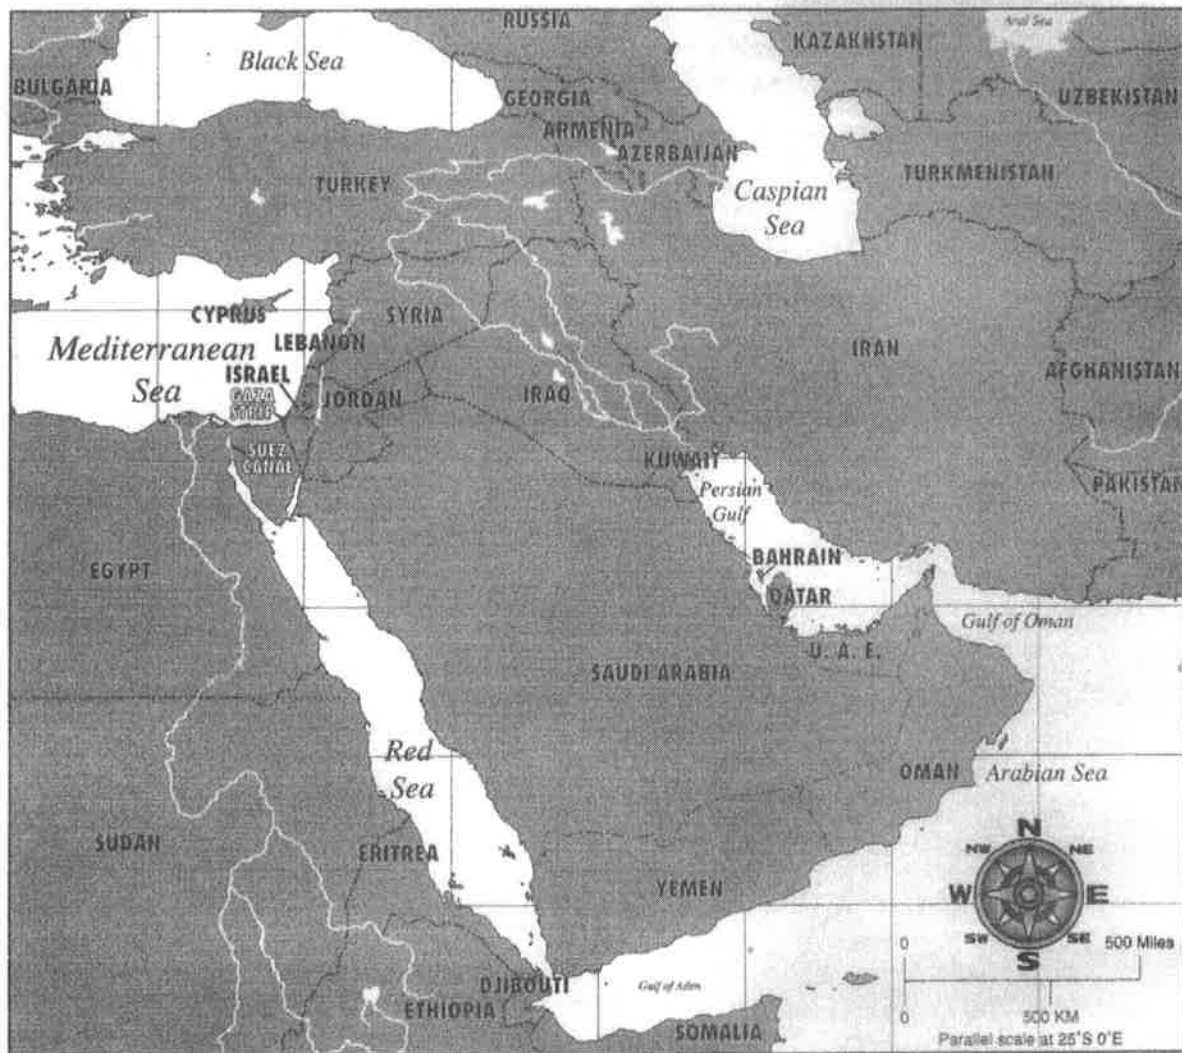 RUSSIA
Aral Sea
KAZAKHSTAN
Black Sea
BULGARIA
GEORGIA
UZBEKISTAN
ARMENIA
AZERBAIJAN
TURKEY
TURKMENISTAN
Caspian
Sea
CYPRUS
SYRIA
LEBANON
Mediterranean
Sea
IRAN
ISRAEL
AFGHANISTAN
GAZA
STRIP
JORDAN
IRAQ
SUEZ
CANAL
KUWAIT
PAKISTAN
Persian
Gulf
BAHRAIN
EGYPT
QATAR
Gulf of Oman
U. A. E.
SAUDI ARABIA
Red
Sea
OMAN
Arabian Sea
SUDAN
ERITREA
YEMEN
N
NW
NE
W
E
SW
SE
S
0
500 Miles
DJIBOUTI
Gulf of Aden
ETHIOPIA
0
500 KM
SOMALIA
Parallel scale at 25°S 0°E